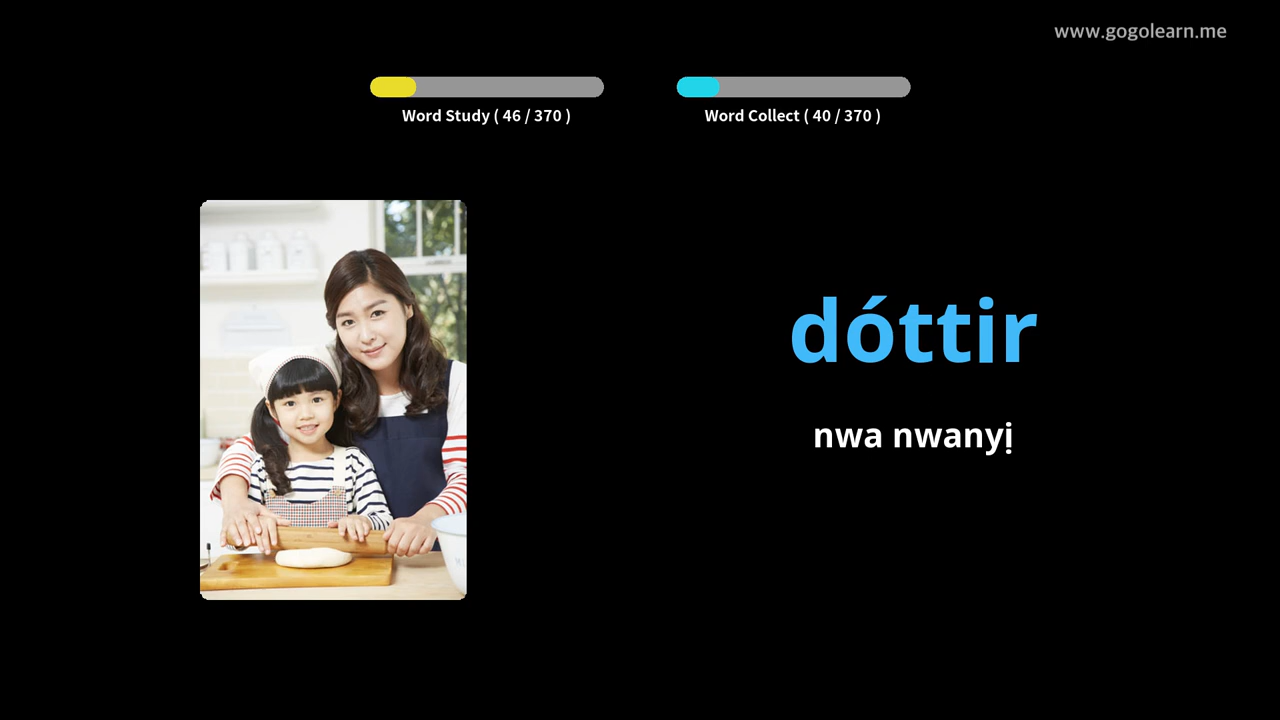 www.gogolearn.me
Word Study ( 46 / 370 )
Word Collect ( 40 / 370 )
dóttir
nwa nwanyị